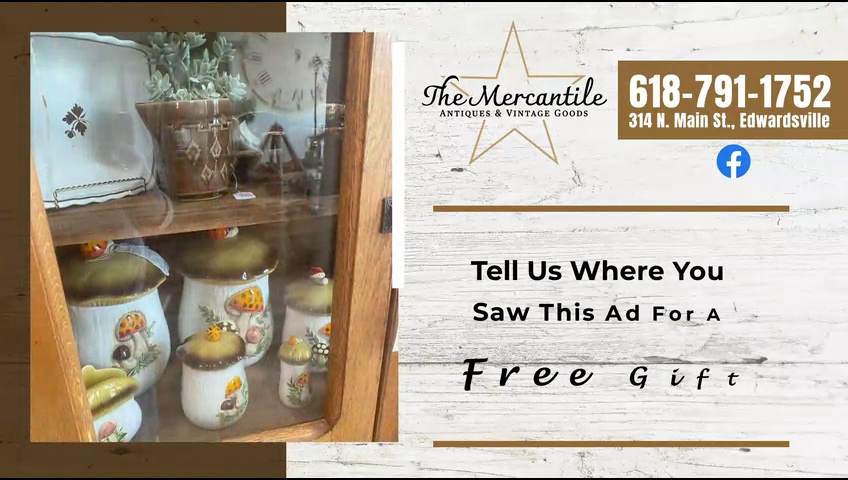 The Mercantile
ANTIQUES & VINTAGE GOODS
618-791-1752
314 N. Main St., Edwardsville
Tell Us Where You
Saw This Ad For A
Free Gift